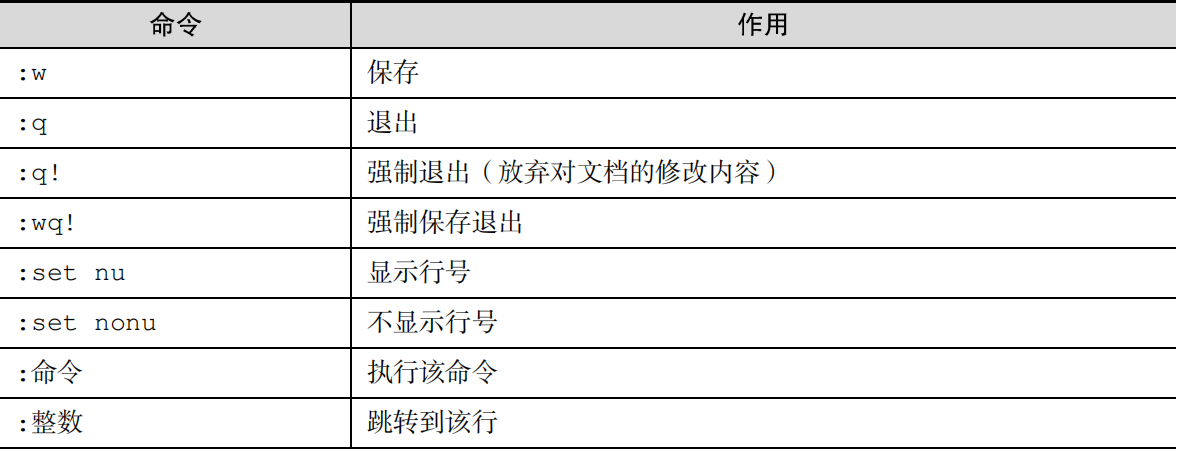 命令 作用
:w 保存
:q 退出
:q! 强制退出（放弃对文档的修改内容）
:wq! 强制保存退出
:set nu 显示行号
:set nonu 不显示行号
:命令 执行该命令
:整数 跳转到该行